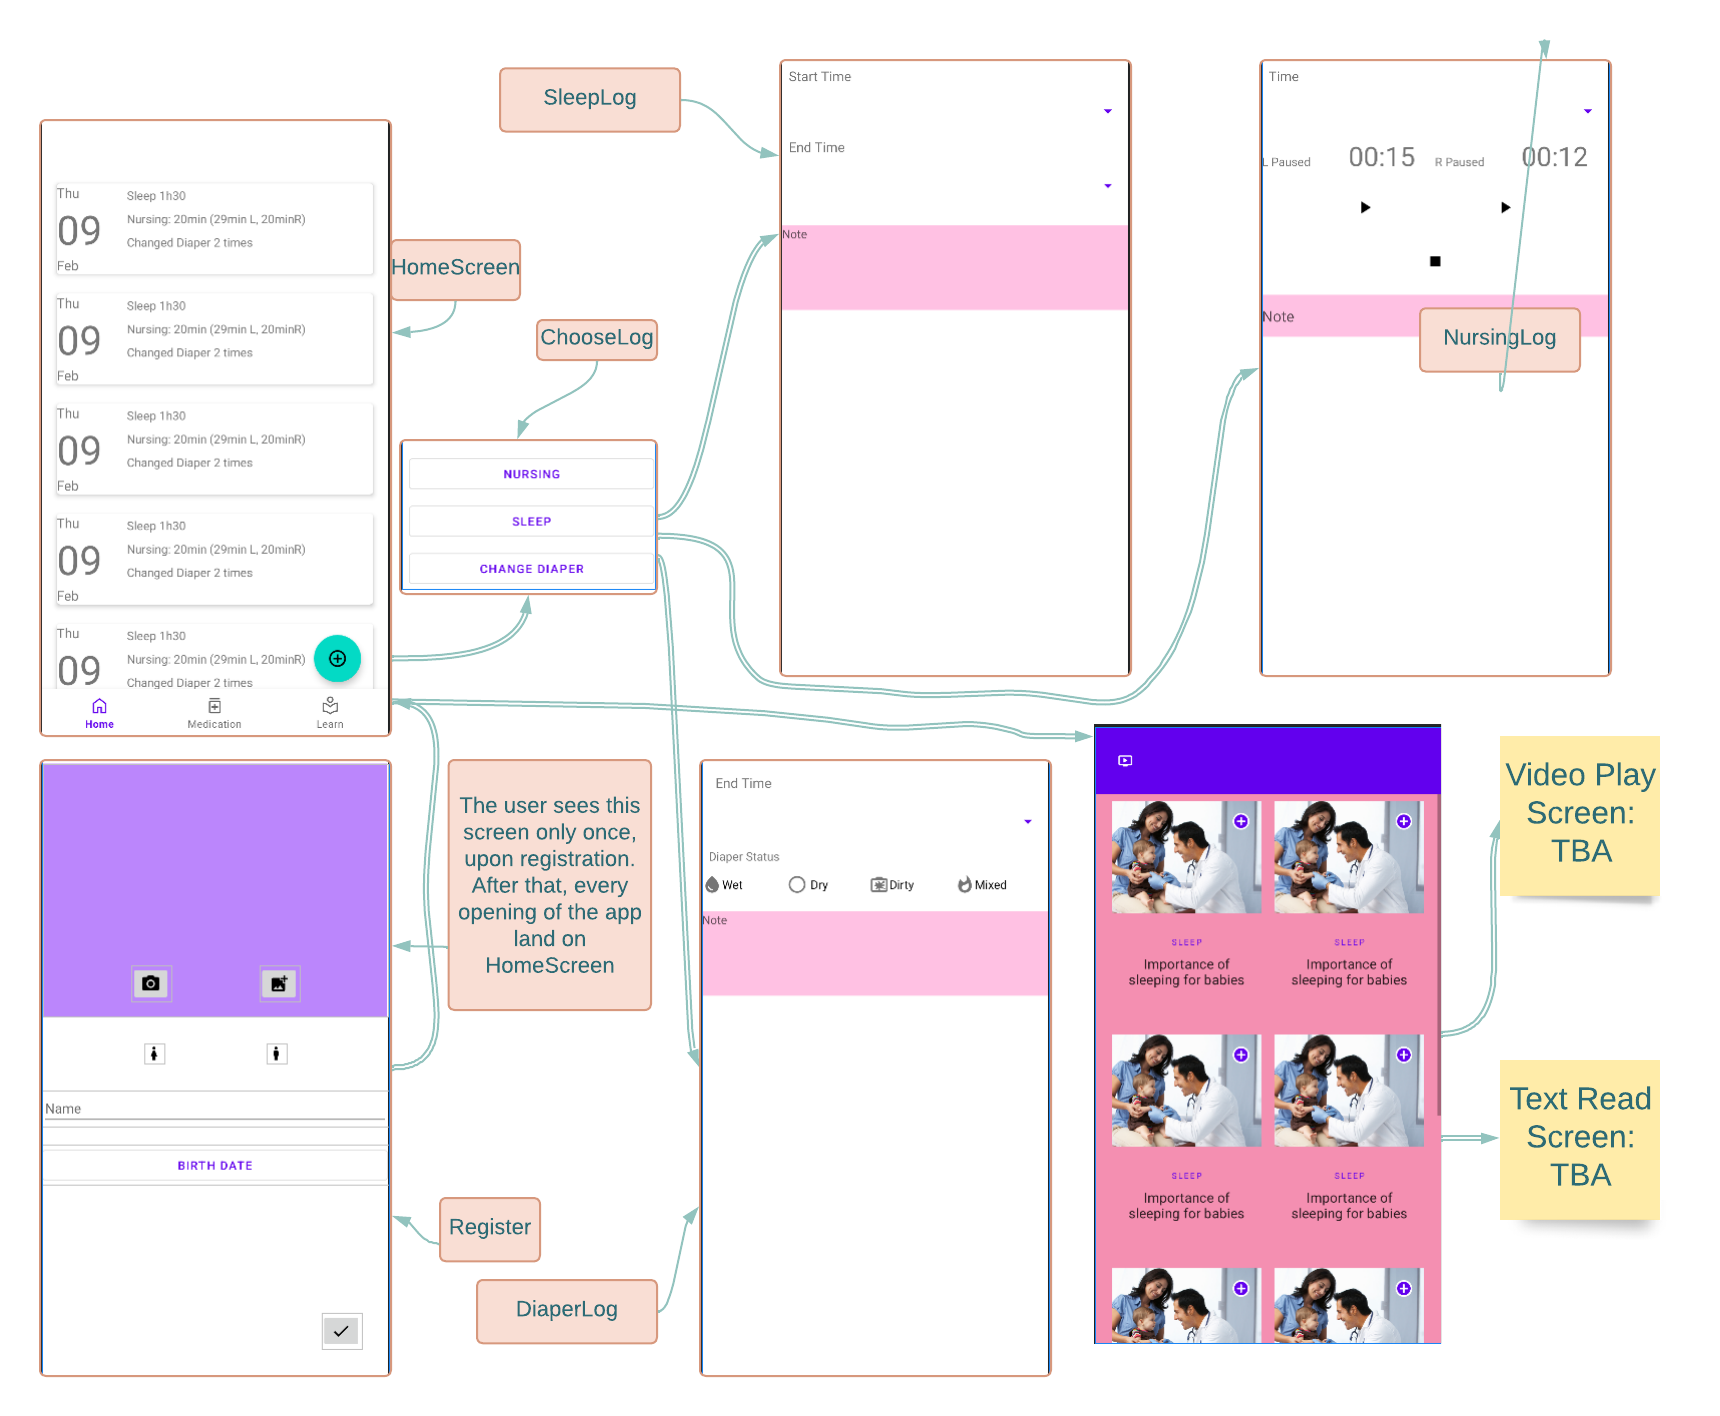 SleepLog
Start Time
End Time
Note
Time
L Paused
00:15
R Paused
00:12
Note
NursingLog
Thu
09
Feb
Sleep 1h30
Nursing: 20min (29min L, 20minR)
Changed Diaper 2 times
Thu
09
Feb
Sleep 1h30
Nursing: 20min (29min L, 20minR)
Changed Diaper 2 times
Thu
09
Feb
Sleep 1h30
Nursing: 20min (29min L, 20minR)
Changed Diaper 2 times
Thu
09
Feb
Sleep 1h30
Nursing: 20min (29min L, 20minR)
Changed Diaper 2 times
Thu
09
Sleep 1h30
Nursing: 20min (29min L, 20minR)
Changed Diaper 2 times
Home
Medication
Learn
HomeScreen
ChooseLog
NURSING
SLEEP
CHANGE DIAPER
Name
BIRTH DATE
The user sees this
screen only once,
upon registration.
After that, every
opening of the app
land on
HomeScreen
Register
DiaperLog
End Time
Diaper Status
Wet
Dry
Dirty
Mixed
Note
SLEEP
Importance of
sleeping for babies
SLEEP
Importance of
sleeping for babies
SLEEP
Importance of
sleeping for babies
SLEEP
Importance of
sleeping for babies
Video Play
Screen:
TBA
Text Read
Screen:
TBA